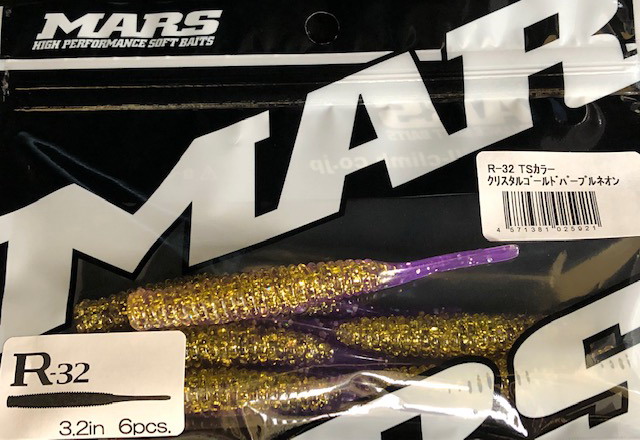 MARS
HIGH PERFORMANCE SOFT BAITS
MAR
R-32 TSカラー
クリスタルゴールドパープルネオン
4 571381 025921
R-32
3.2in 6pcs.